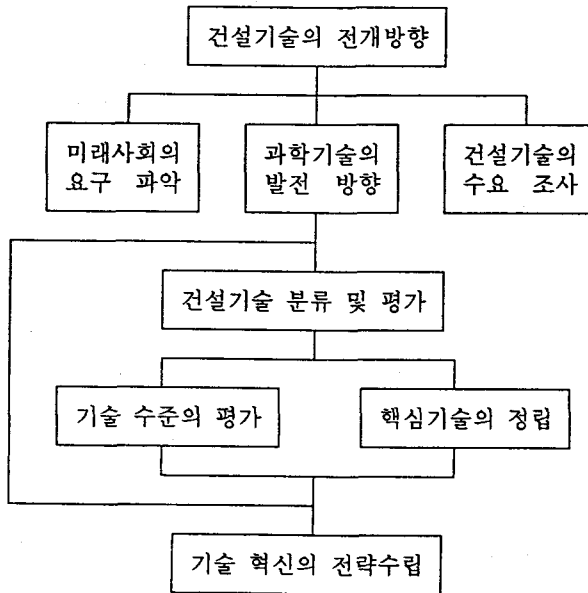 건설기술의 전개방향
미래사회의
요구 파악
과학기술의
발전 방향
건설기술의
수요 조사
건설기술 분류 및 평가
기술 수준의 평가
핵심기술의 정립
기술 혁신의 전략수립